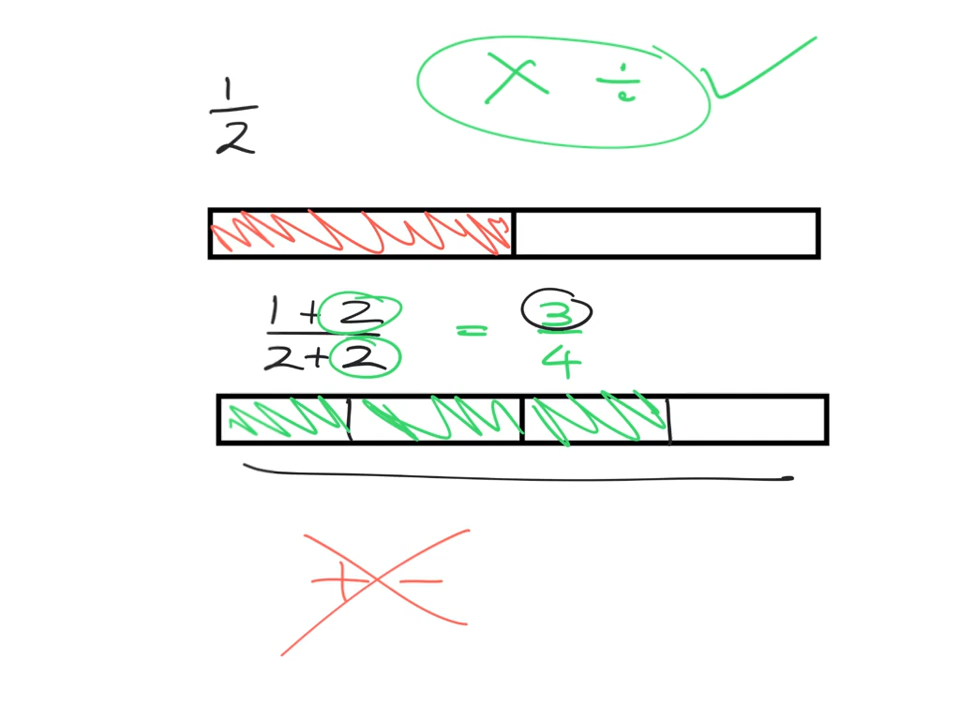 1/2
× ÷
1+2/2+2 = 3/4
+ −